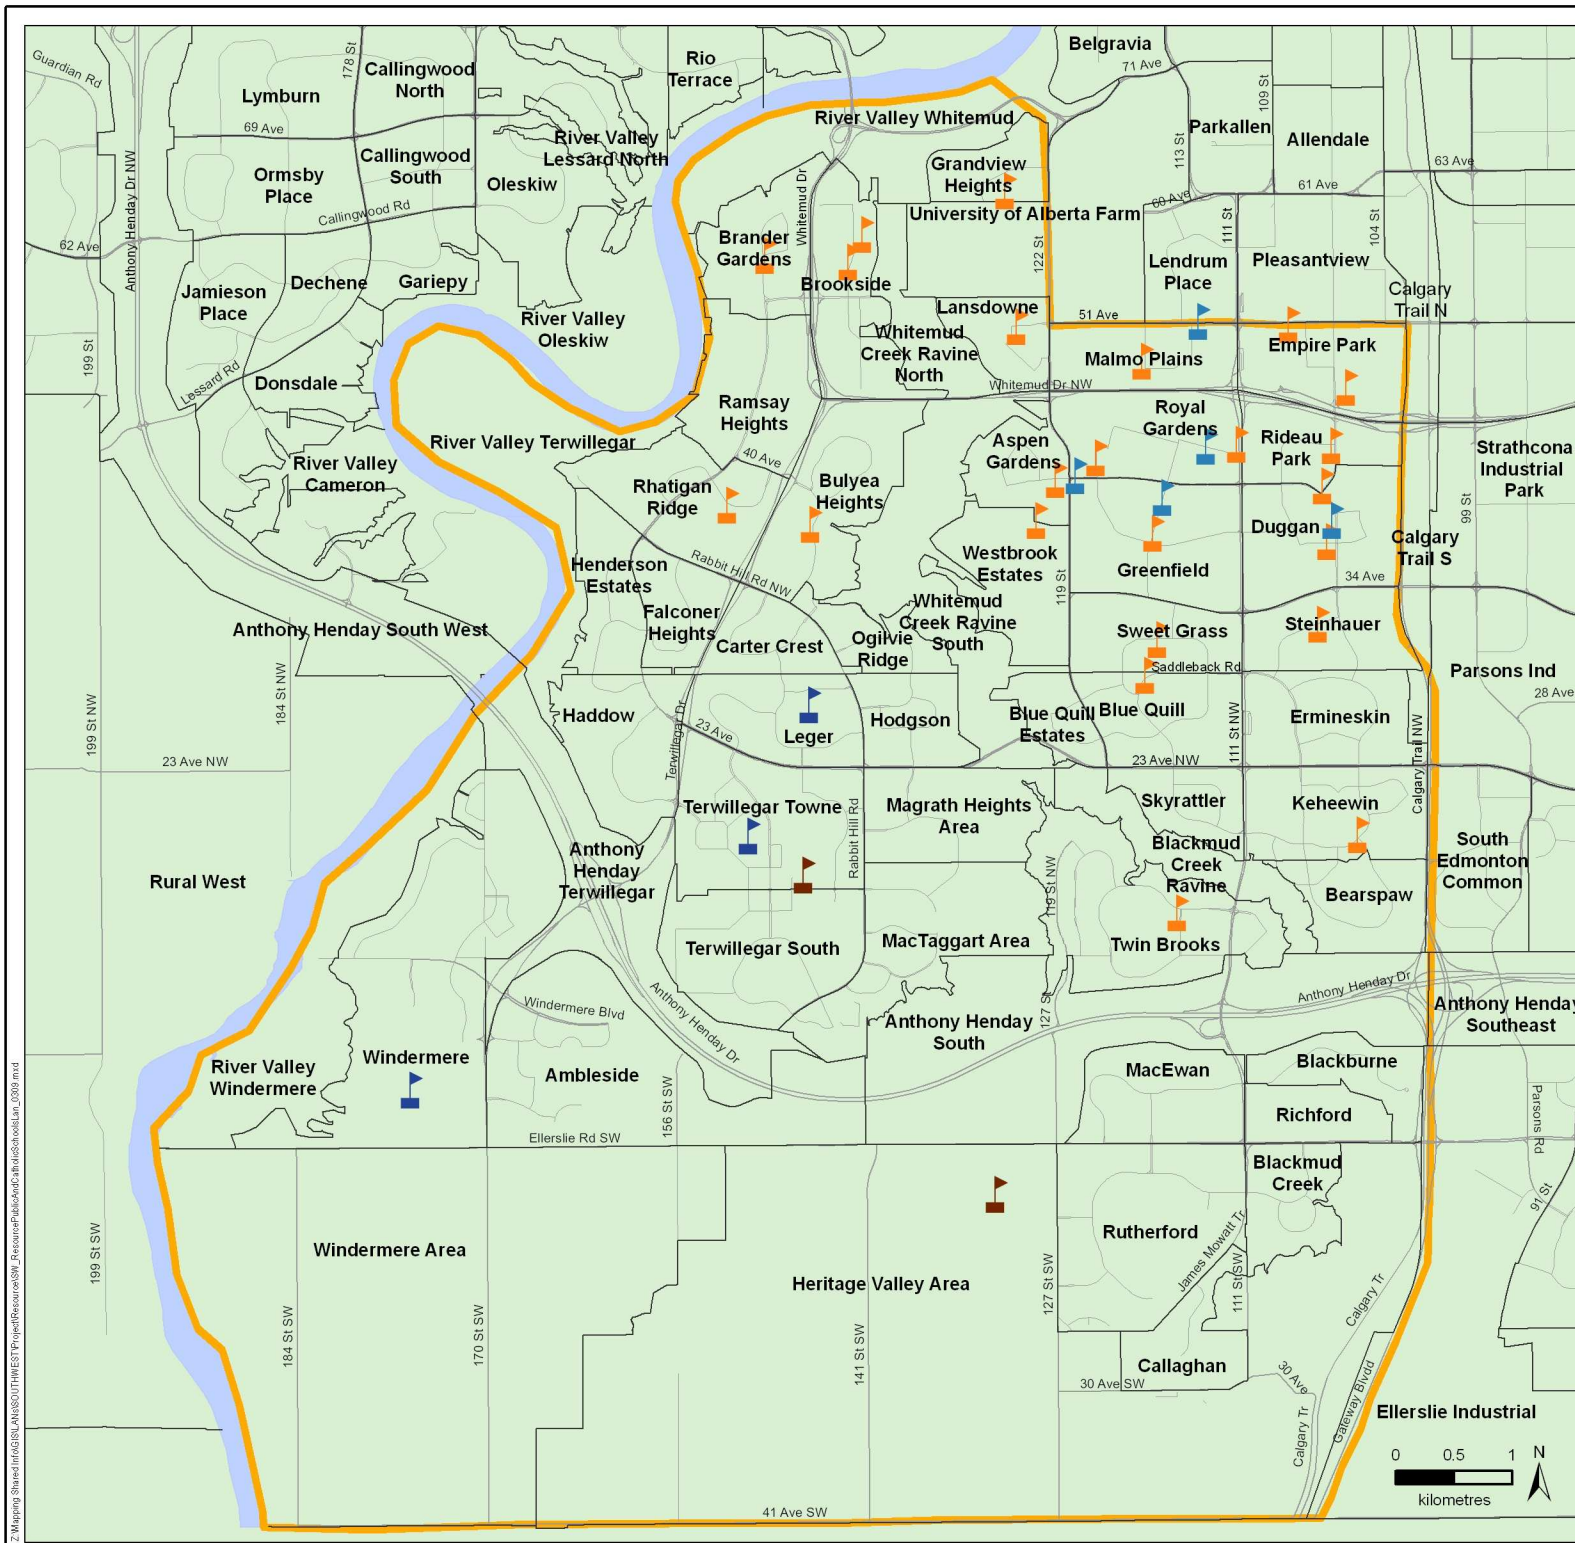 Belgravia
71 Ave
Rio
Terrace
Guardian Rd
178 St
Callingwood
North
Lymburn
River Valley Whitemud
109 St
Parkallen
Allendale
69 Ave
River Valley
Lessard North
Callingwood
South
Oleskiw
Ormsby
Place
Anthony Henday Dr NW
113 St
Grandview
Heights
63 Ave
61 Ave
60 Ave
Callingwood Rd
University of Alberta Farm
62 Ave
Whitemud Dr
Brander
Gardens
Brookside
122 St
111 St
104 St
Lendrum
Place
Pleasantview
Jamieson
Place
Dechene
Gariepy
Calgary
Trail N
River Valley
Oleskiw
Lansdowne
51 Ave
Whitemud
Creek Ravine
North
Malmo Plains
Empire Park
199 St
Lessard Rd
Donsdale
Whitemud Dr NW
Ramsay
Heights
Royal
Gardens
River Valley Terwillegar
Aspen
Gardens
Rideau
Park
Strathcona
Industrial
Park
River Valley
Cameron
40 Ave
Rhatigan
Ridge
Bulyea
Heights
99 St
Duggan
Calgary
Trail S
Westbrook
Estates
Greenfield
Henderson
Estates
Rabbit Hill Rd NW
119 St
34 Ave
Falconer
Heights
Whitemud
Creek Ravine
South
Anthony Henday South West
Carter Crest
Ogilvie
Ridge
Sweet Grass
Steinhauer
Saddleback Rd
Parsons Ind
184 St NW
199 St NW
28 Ave
Haddow
Terwillegar Dr
Leger
Hodgson
23 Ave
Blue Quill
Estates
Blue Quill
Ermineskin
111 St NW
Calgary Trail NW
23 Ave NW
23 Ave NW
Terwillegar Towne
Rabbit Hill Rd
Magrath Heights
Area
Skyrattler
Keheewin
Blackmud
Creek
Ravine
South
Edmonton
Common
Anthony
Henday
Terwillegar
Rural West
119 St NW
Bearspaw
Terwillegar South
MacTaggart Area
Twin Brooks
Anthony Henday Dr
Windermere Blvd
Anthony Henday Dr
127 St
Anthony Henday
South
Anthony Henday
Southeast
River Valley
Windermere
Windermere
Ambleside
MacEwan
Blackburne
Richford
156 St SW
Parsons Rd
Ellerslie Rd SW
Blackmud
Creek
91 St
199 St SW
Windermere Area
Rutherford
James Mowatt Tr
Heritage Valley Area
127 St SW
111 St SW
Calgary Tr
184 St SW
170 St SW
141 St SW
Callaghan
30 Ave SW
30 Ave
Gateway Blvdd
Calgary Tr
Ellerslie Industrial
0 0.5 1
kilometres
N
41 Ave SW
Z:\Mapping Shared Info\GIS\LANs\SOUTHWEST\Project\Resource\SW_ResourcePublicAndCatholicSchoolsLan_0309.mxd